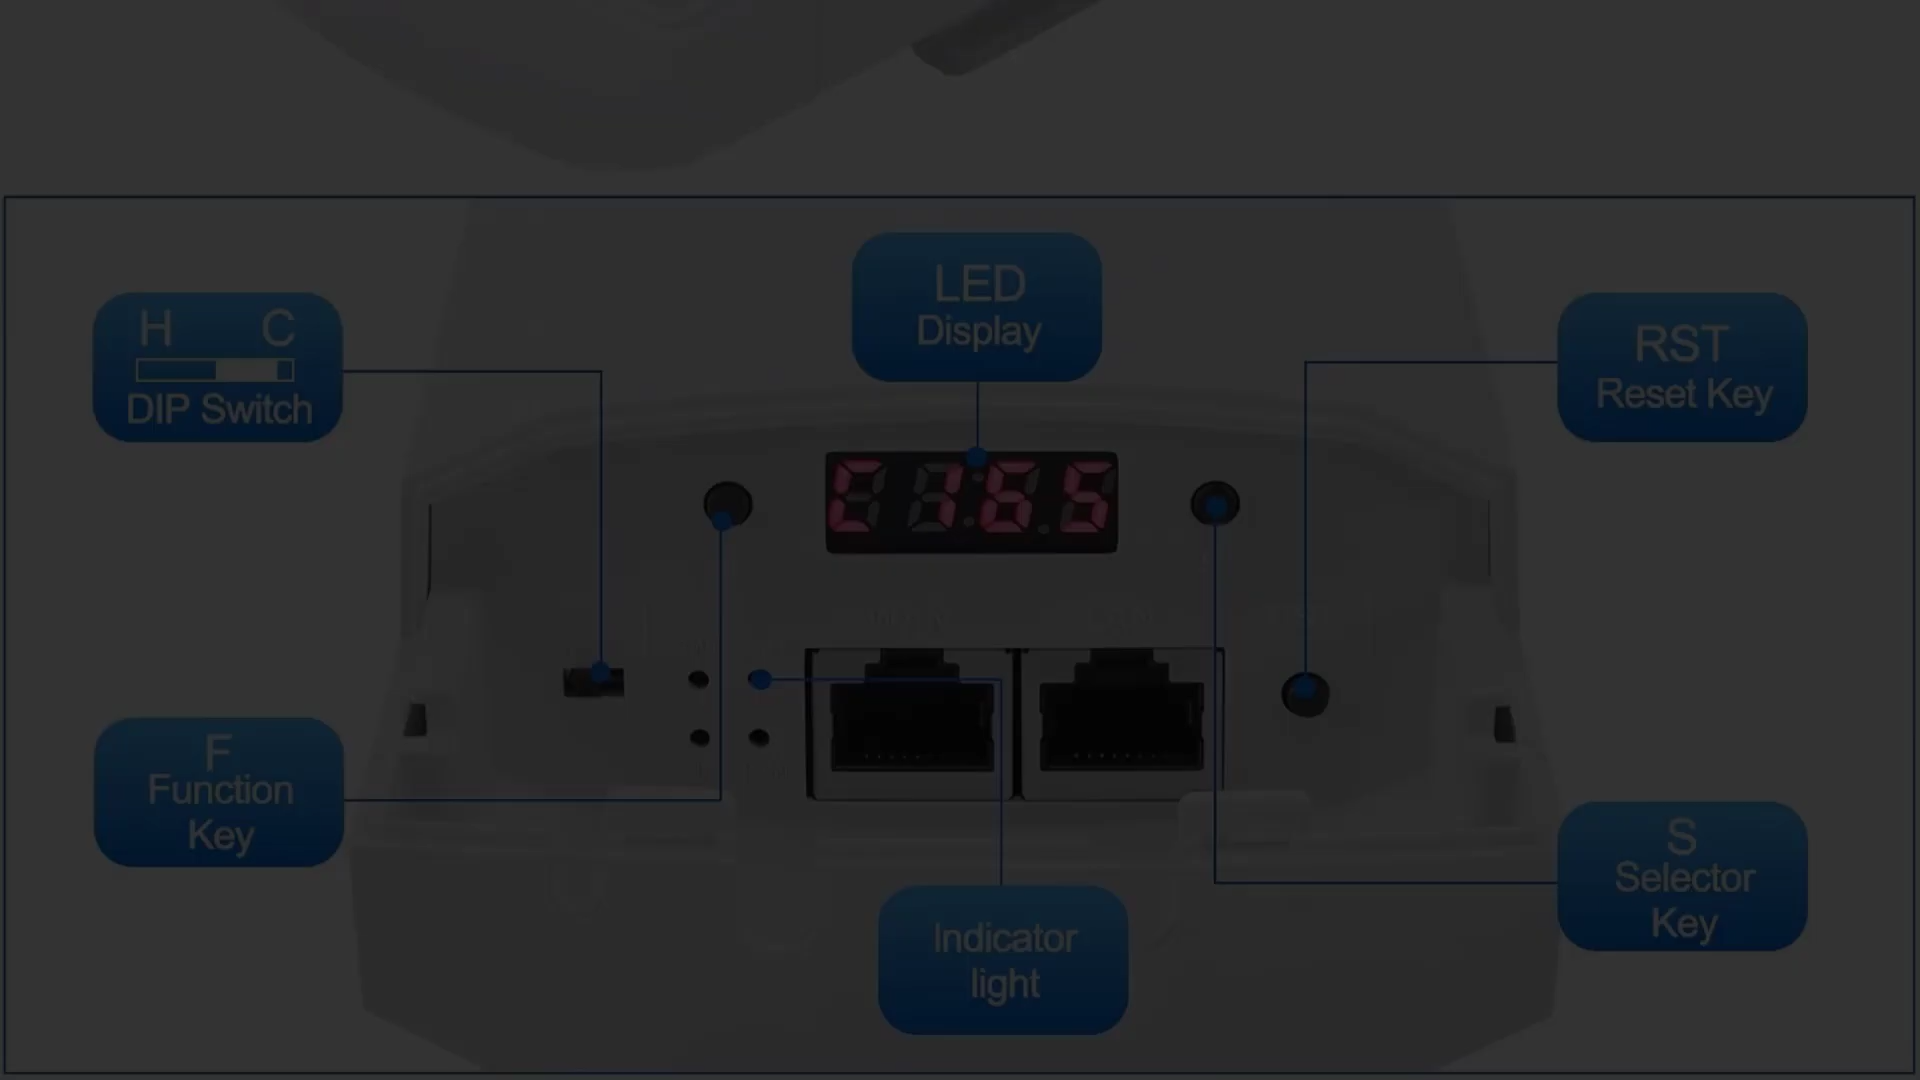 LED
Display
H C
DIP Switch
RST
Reset Key
F
Function
Key
S
Selector
Key
Indicator
light